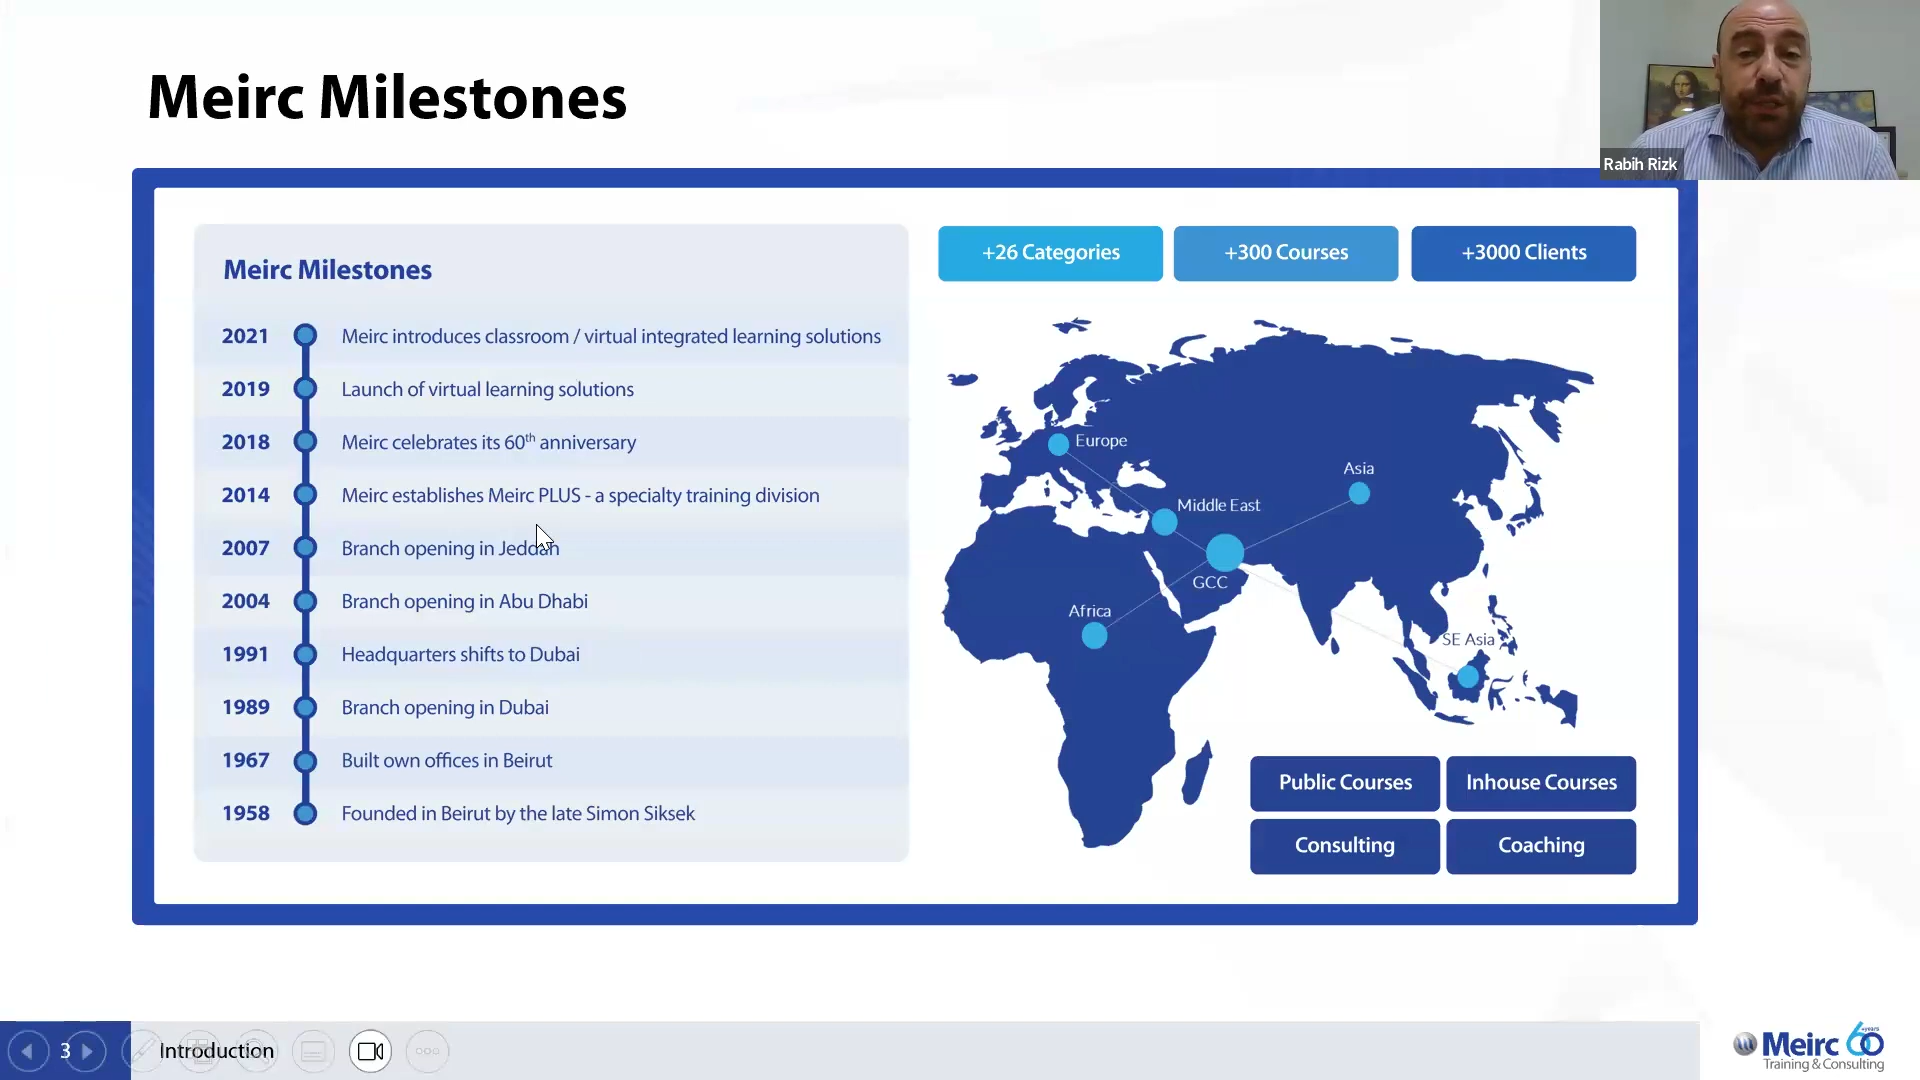 Meirc Milestones
Rabih Rizk
Meirc Milestones
2021 Meirc introduces classroom / virtual integrated learning solutions
2019 Launch of virtual learning solutions
2018 Meirc celebrates its 60th anniversary
2014 Meirc establishes Meirc PLUS - a specialty training division
2007 Branch opening in Jeddah
2004 Branch opening in Abu Dhabi
1991 Headquarters shifts to Dubai
1989 Branch opening in Dubai
1967 Built own offices in Beirut
1958 Founded in Beirut by the late Simon Siksek
+26 Categories
+300 Courses
+3000 Clients
Europe
Asia
Middle East
GCC
Africa
SE Asia
Public Courses
Inhouse Courses
Consulting
Coaching
3
Introduction
Meirc 60 +years
Training & Consulting